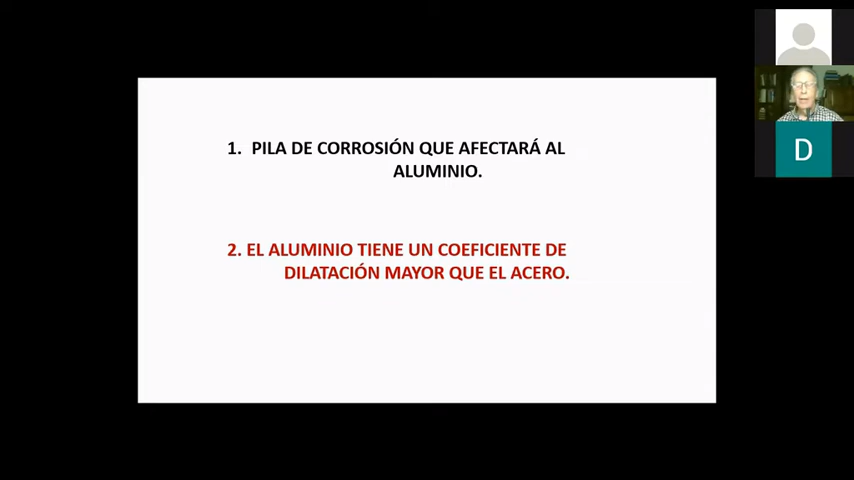 1. PILA DE CORROSIÓN QUE AFECTARÁ AL
ALUMINIO.
2. EL ALUMINIO TIENE UN COEFICIENTE DE
DILATACIÓN MAYOR QUE EL ACERO.
D